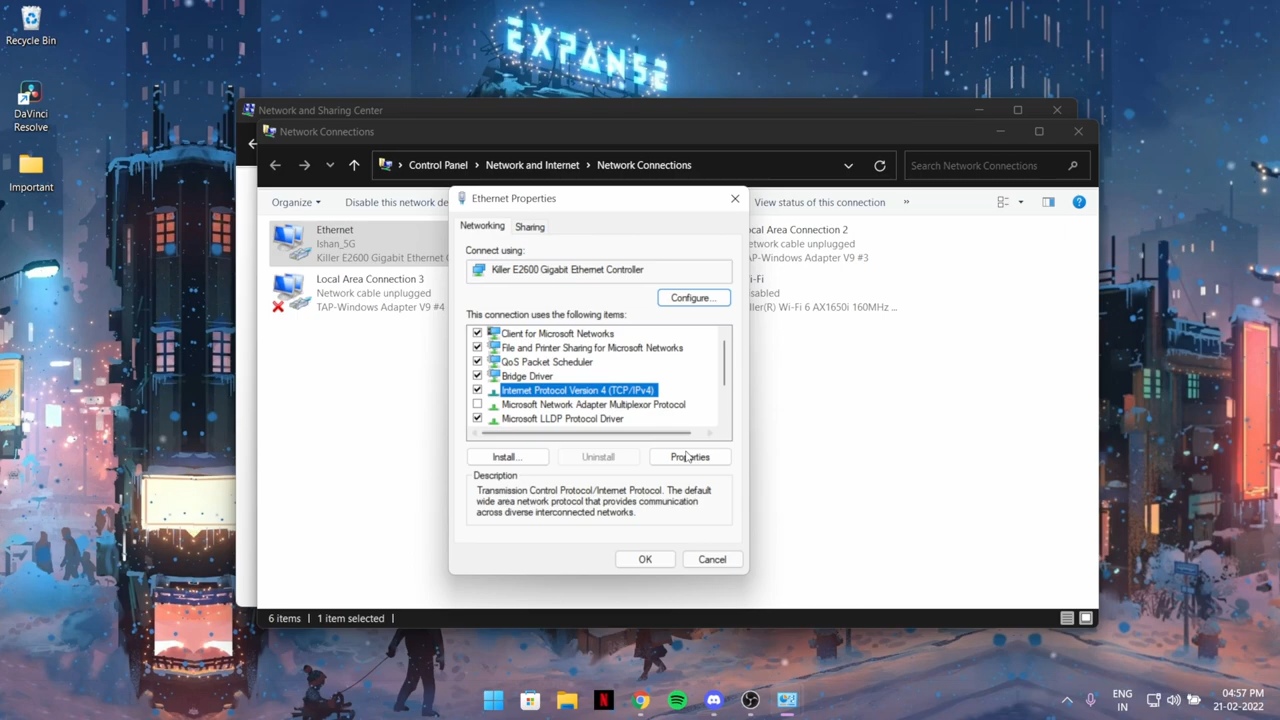 Recycle Bin
EXPANSE
DaVinci
Resolve
Important
Network and Sharing Center
Network Connections
Control Panel
Network and Internet
Network Connections
Search Network Connections
Organize
Disable this network de
View status of this connection
»
Ethernet
Ishan_5G
Killer E2600 Gigabit Ethernet C
Local Area Connection 3
Network cable unplugged
TAP-Windows Adapter V9 #4
ocal Area Connection 2
etwork cable unplugged
AP-Windows Adapter V9 #3
i-Fi
isabled
ller(R) Wi-Fi 6 AX1650i 160MHz ...
Ethernet Properties
Networking
Sharing
Connect using:
Killer E2600 Gigabit Ethernet Controller
Configure...
This connection uses the following items:
Client for Microsoft Networks
File and Printer Sharing for Microsoft Networks
QoS Packet Scheduler
Bridge Driver
Internet Protocol Version 4 (TCP/IPv4)
Microsoft Network Adapter Multiplexor Protocol
Microsoft LLDP Protocol Driver
Install...
Uninstall
Properties
Description
Transmission Control Protocol/Internet Protocol. The default
wide area network protocol that provides communication
across diverse interconnected networks.
OK
Cancel
6 items
1 item selected
ENG
IN
04:57 PM
21-02-2022